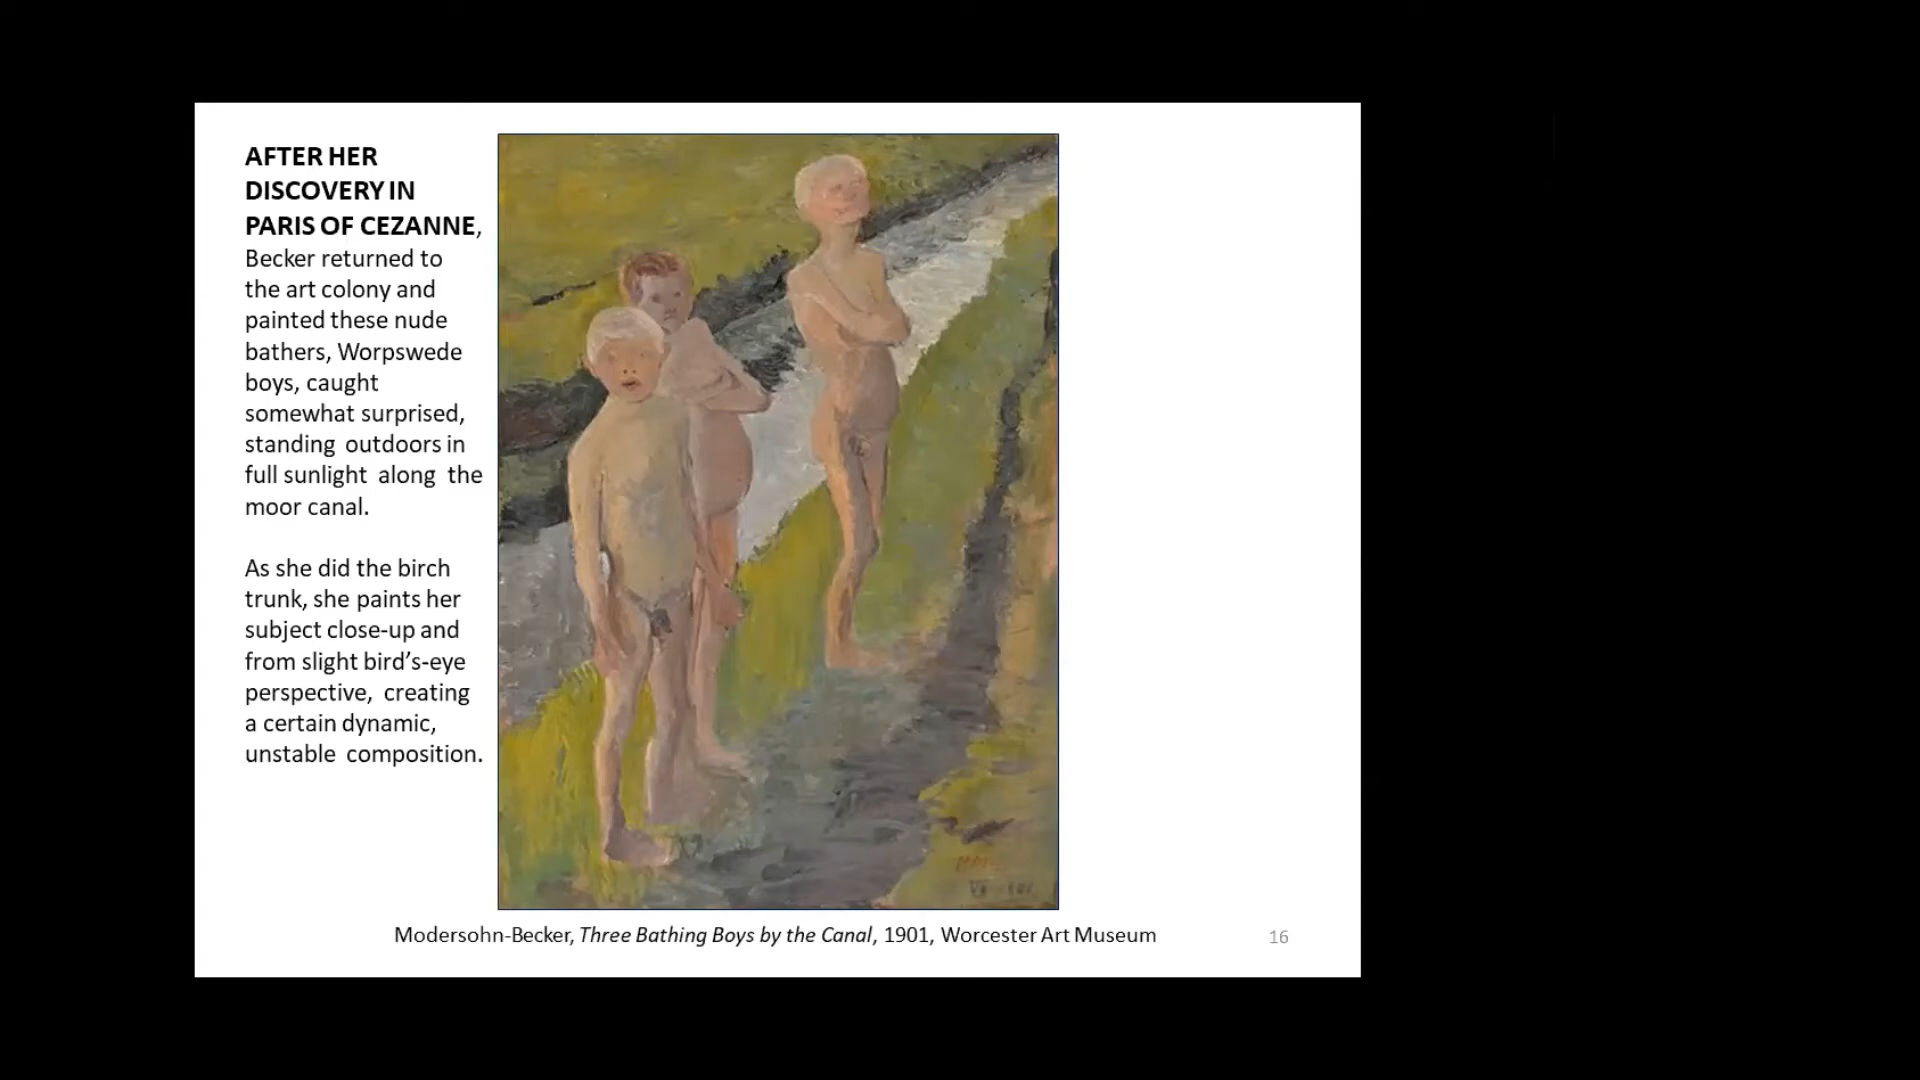 AFTER HER
DISCOVERY IN
PARIS OF CEZANNE,
Becker returned to
the art colony and
painted these nude
bathers, Worpswede
boys, caught
somewhat surprised,
standing outdoors in
full sunlight along the
moor canal.
As she did the birch
trunk, she paints her
subject close-up and
from slight bird's-eye
perspective, creating
a certain dynamic,
unstable composition.
Modersohn-Becker, Three Bathing Boys by the Canal, 1901, Worcester Art Museum
16